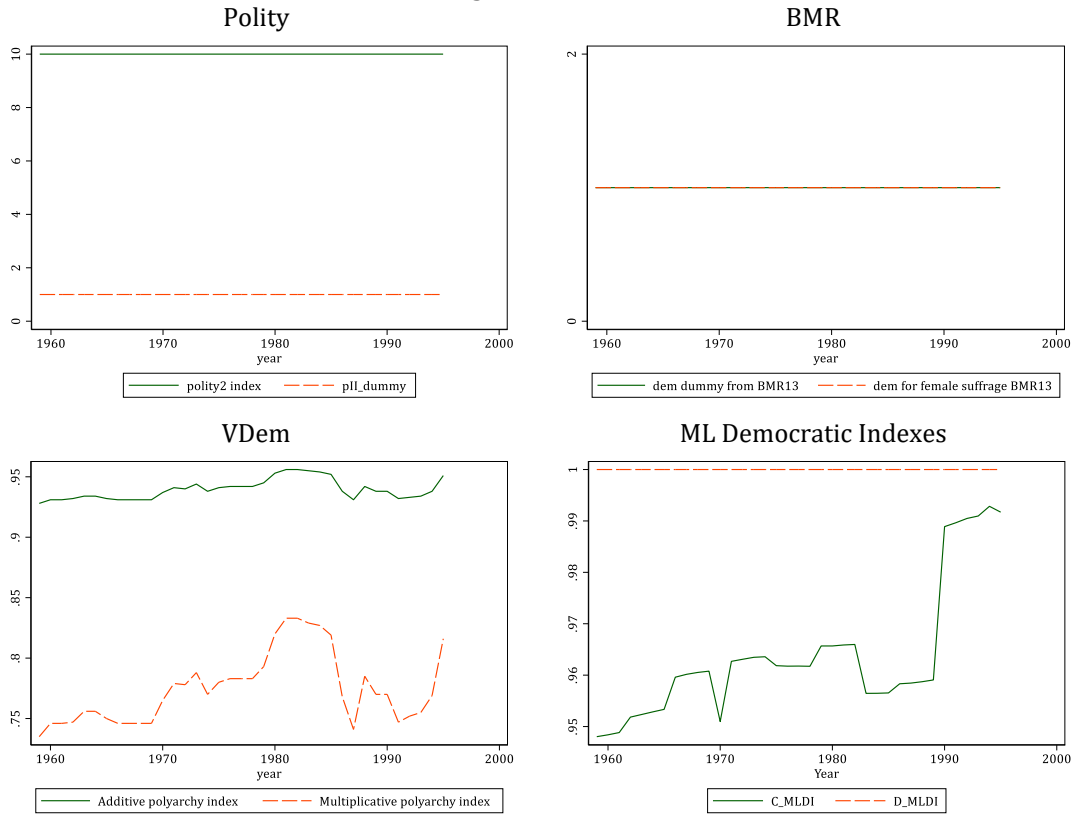 Polity
BMR
10
8
6
4
2
0
1960 1970 1980 1990 2000
year
polity2 index pII_dummy
2
0
1960 1970 1980 1990 2000
year
dem dummy from BMR13 dem for female suffrage BMR13
VDem
ML Democratic Indexes
.95
.9
.85
.8
.75
1960 1970 1980 1990 2000
year
Additive polyarchy index Multiplicative polyarchy index
1
.99
.98
.97
.96
.95
1960 1970 1980 1990 2000
Year
C_MLDI D_MLDI